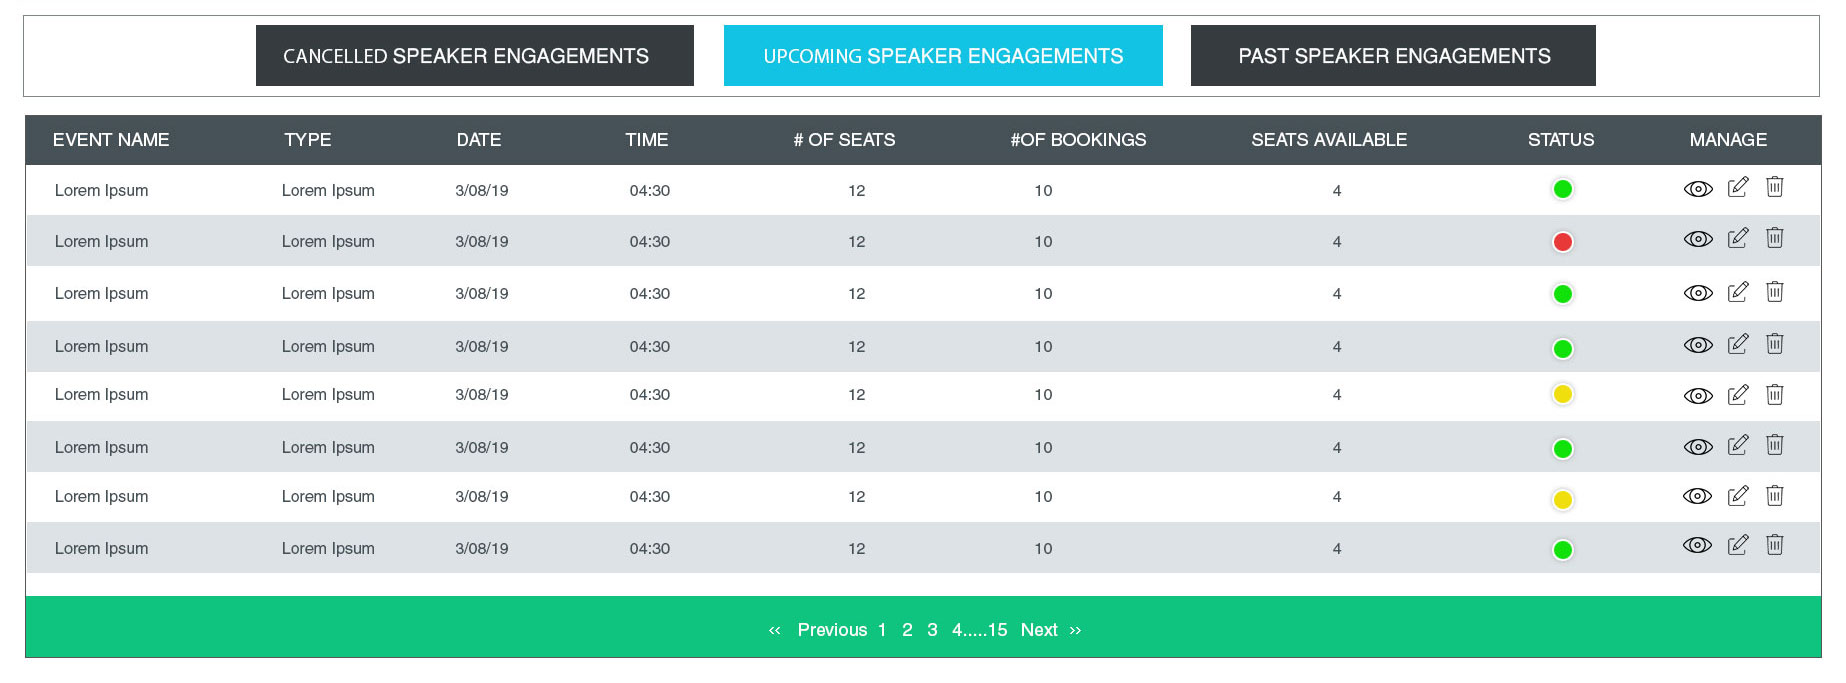 CANCELLED SPEAKER ENGAGEMENTS UPCOMING SPEAKER ENGAGEMENTS PAST SPEAKER ENGAGEMENTS
EVENT NAME TYPE DATE TIME # OF SEATS #OF BOOKINGS SEATS AVAILABLE STATUS MANAGE
Lorem Ipsum Lorem Ipsum 3/08/19 04:30 12 10 4
Lorem Ipsum Lorem Ipsum 3/08/19 04:30 12 10 4
Lorem Ipsum Lorem Ipsum 3/08/19 04:30 12 10 4
Lorem Ipsum Lorem Ipsum 3/08/19 04:30 12 10 4
Lorem Ipsum Lorem Ipsum 3/08/19 04:30 12 10 4
Lorem Ipsum Lorem Ipsum 3/08/19 04:30 12 10 4
Lorem Ipsum Lorem Ipsum 3/08/19 04:30 12 10 4
Lorem Ipsum Lorem Ipsum 3/08/19 04:30 12 10 4
‹‹ Previous 1 2 3 4.....15 Next ››